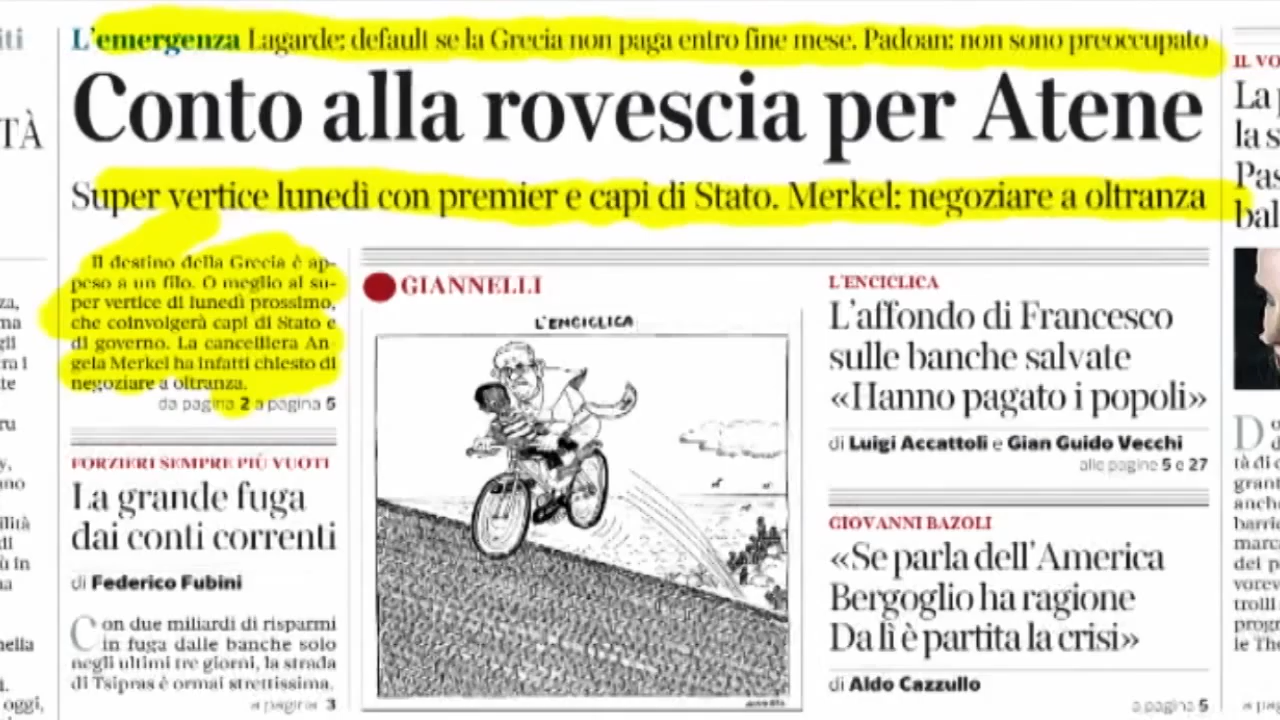 L'emergenza Lagarde: default se la Grecia non paga entro fine mese. Padoan: non sono preoccupato
Conto alla rovescia per Atene
Super vertice lunedì con premier e capi di Stato. Merkel: negoziare a oltranza
Il destino della Grecia è ap-
peso a un filo. O meglio al su-
per vertice di lunedì prossimo,
che coinvolgerà capi di Stato e
di governo. La cancelliera An-
gela Merkel ha infatti chiesto di
negoziare a oltranza.
da pagina 2 a pagina 5
FORZIERI SEMPRE PIÙ VUOTI
La grande fuga
dai conti correnti
di Federico Fubini
Con due miliardi di risparmi
in fuga dalle banche solo
negli ultimi tre giorni, la strada
di Tsipras è ormai strettissima.
a pagina 3
GIANNELLI
L'ENCICLICA
L'ENCICLICA
L'affondo di Francesco
sulle banche salvate
«Hanno pagato i popoli»
di Luigi Accattoli e Gian Guido Vecchi
alle pagine 5 e 27
GIOVANNI BAZOLI
«Se parla dell'America
Bergoglio ha ragione
Da lì è partita la crisi»
di Aldo Cazzullo
a pagina 5
IL VO
La p
la s
Pas
bal